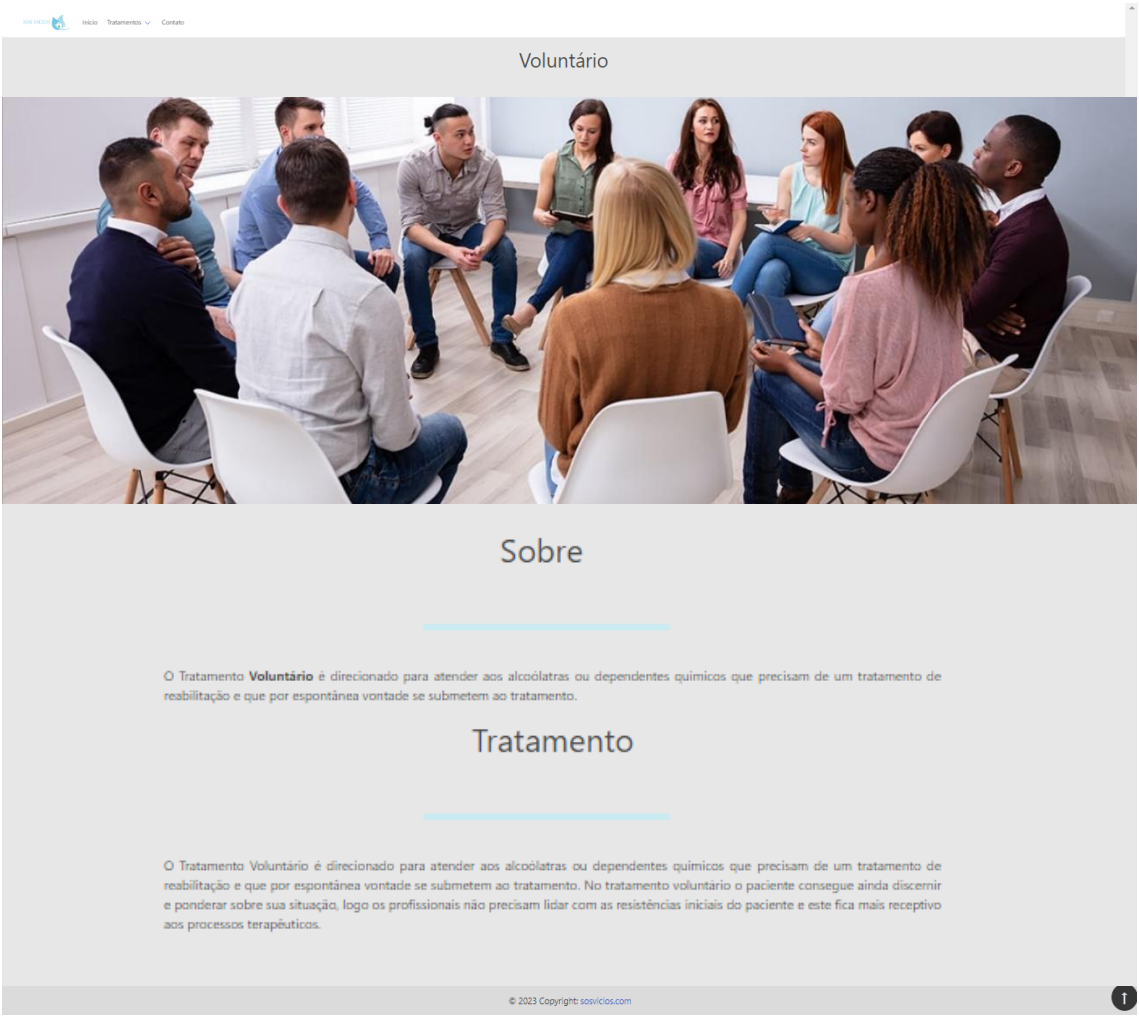 SOS VICIOS
Início Tratamentos Contato
Voluntário
Sobre
O Tratamento Voluntário é direcionado para atender aos alcoólatras ou dependentes químicos que precisam de um tratamento de
reabilitação e que por espontânea vontade se submetem ao tratamento.
Tratamento
O Tratamento Voluntário é direcionado para atender aos alcoólatras ou dependentes químicos que precisam de um tratamento de
reabilitação e que por espontânea vontade se submetem ao tratamento. No tratamento voluntário o paciente consegue ainda discernir
e ponderar sobre sua situação, logo os profissionais não precisam lidar com as resistências iniciais do paciente e este fica mais receptivo
aos processos terapêuticos.
© 2023 Copyright: sosvicios.com